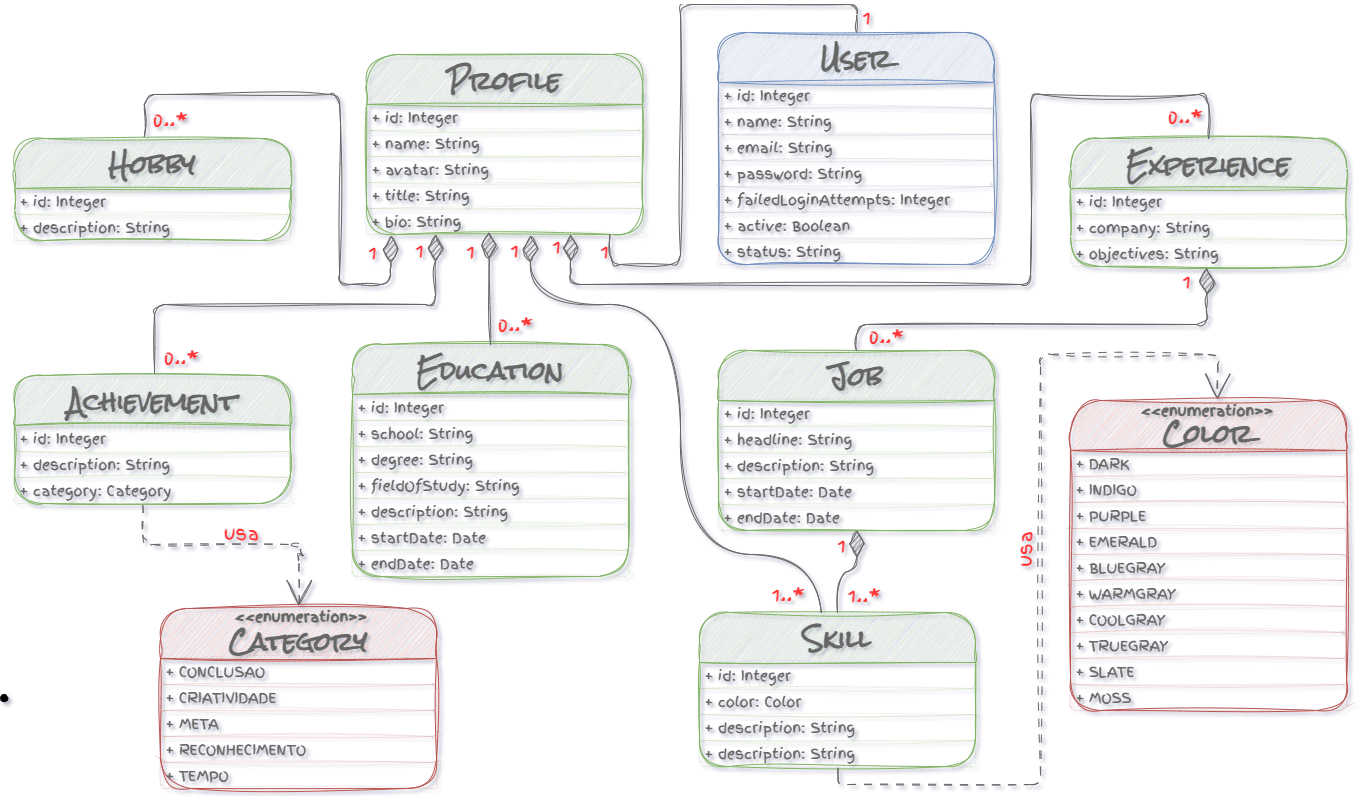 1
USER
+ id: Integer
+ name: String
+ email: String
+ password: String
+ failedLoginAttempts: Integer
+ active: Boolean
+ status: String
PROFILE
+ id: Integer
+ name: String
+ avatar: String
+ title: String
+ bio: String
1
1
1
1
1
1
0..*
HOBBY
+ id: Integer
+ description: String
0..*
EXPERIENCE
+ id: Integer
+ company: String
+ objectives: String
1
0..*
ACHIEVEMENT
+ id: Integer
+ description: String
+ category: Category
usa
0..*
EDUCATION
+ id: Integer
+ school: String
+ degree: String
+ fieldOfStudy: String
+ description: String
+ startDate: Date
+ endDate: Date
0..*
JOB
+ id: Integer
+ headline: String
+ description: String
+ startDate: Date
+ endDate: Date
1
1..*
1..*
<<enumeration>>
COLOR
+ DARK
+ INDIGO
+ PURPLE
+ EMERALD
+ BLUEGRAY
+ WARMGRAY
+ COOLGRAY
+ TRUEGRAY
+ SLATE
+ MOSS
usa
<<enumeration>>
CATEGORY
+ CONCLUSAO
+ CRIATIVIDADE
+ META
+ RECONHECIMENTO
+ TEMPO
SKILL
+ id: Integer
+ color: Color
+ description: String
+ description: String